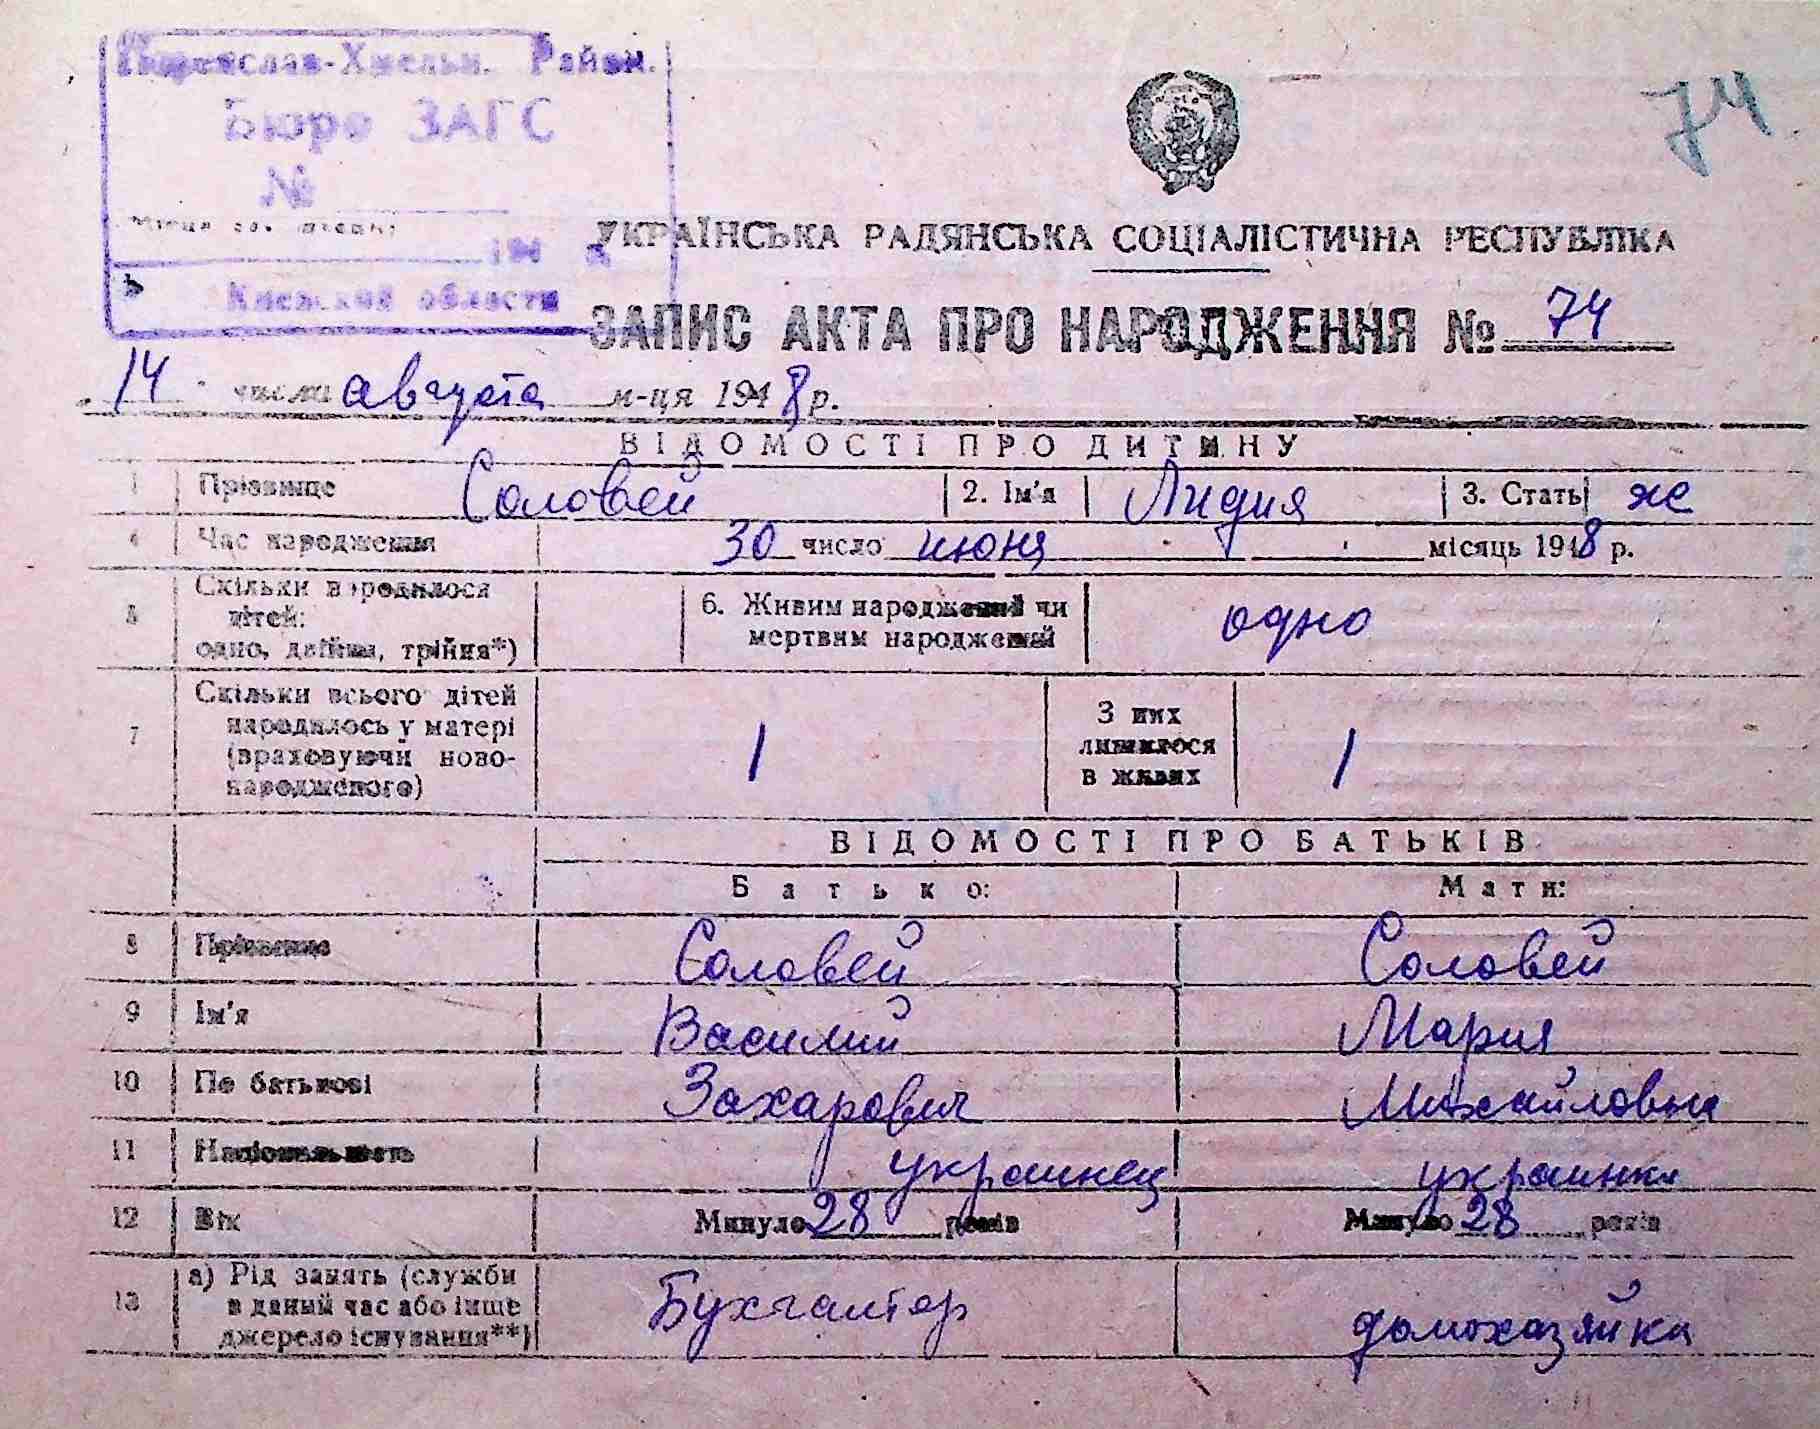 Переяслав-Хмельн. Район.
Бюро ЗАГС
№
194
Киевской области
74
УКРАЇНСЬКА РАДЯНСЬКА СОЦІАЛІСТИЧНА РЕСПУБЛІКА
ЗАПИС АКТА ПРО НАРОДЖЕННЯ № 74
14 числа августа м-ця 1948 р.
ВІДОМОСТІ ПРО ДИТИНУ
1 Прізвище Соловей 2. Ім'я Лидия 3. Стать ж
4 Час народження 30 число июня місяць 1948 р.
5 Скільки народилося
дітей:
одно, двійня, трійня*)
6. Живим народжений чи
мертвим народжений
одно
7 Скільки всього дітей
народилось у матері
(враховуючи ново-
народженого)
1
З них
лишилося
в живих
1
ВІДОМОСТІ ПРО БАТЬКІВ
Батько: Мати:
8 Прізвище Соловей Соловей
9 Ім'я Василий Мария
10 По батькові Захарович Михайловна
11 Національність украинец украинка
12 Вік Минуло 28 років Минуло 28 років
13 а) Рід занять (служби
в даний час або інше
джерело існування**)
Бухгалтер домохазяйка